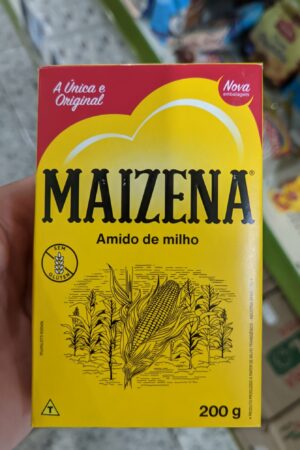 A Única e
Original
Nova
embalagem
MAIZENA®
Amido de milho
SEM
GLÚTEN
T
200 g